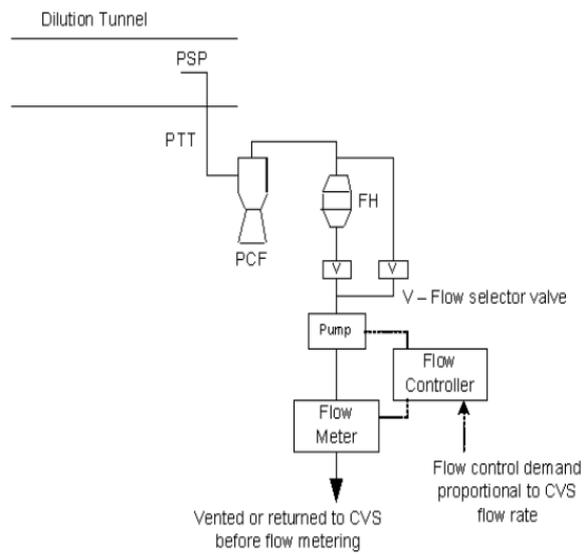 Dilution Tunnel
PSP
PTT
FH
PCF
V
V
V – Flow selector valve
Pump
Flow
Controller
Flow
Meter
Flow control demand
proportional to CVS
flow rate
Vented or returned to CVS
before flow metering